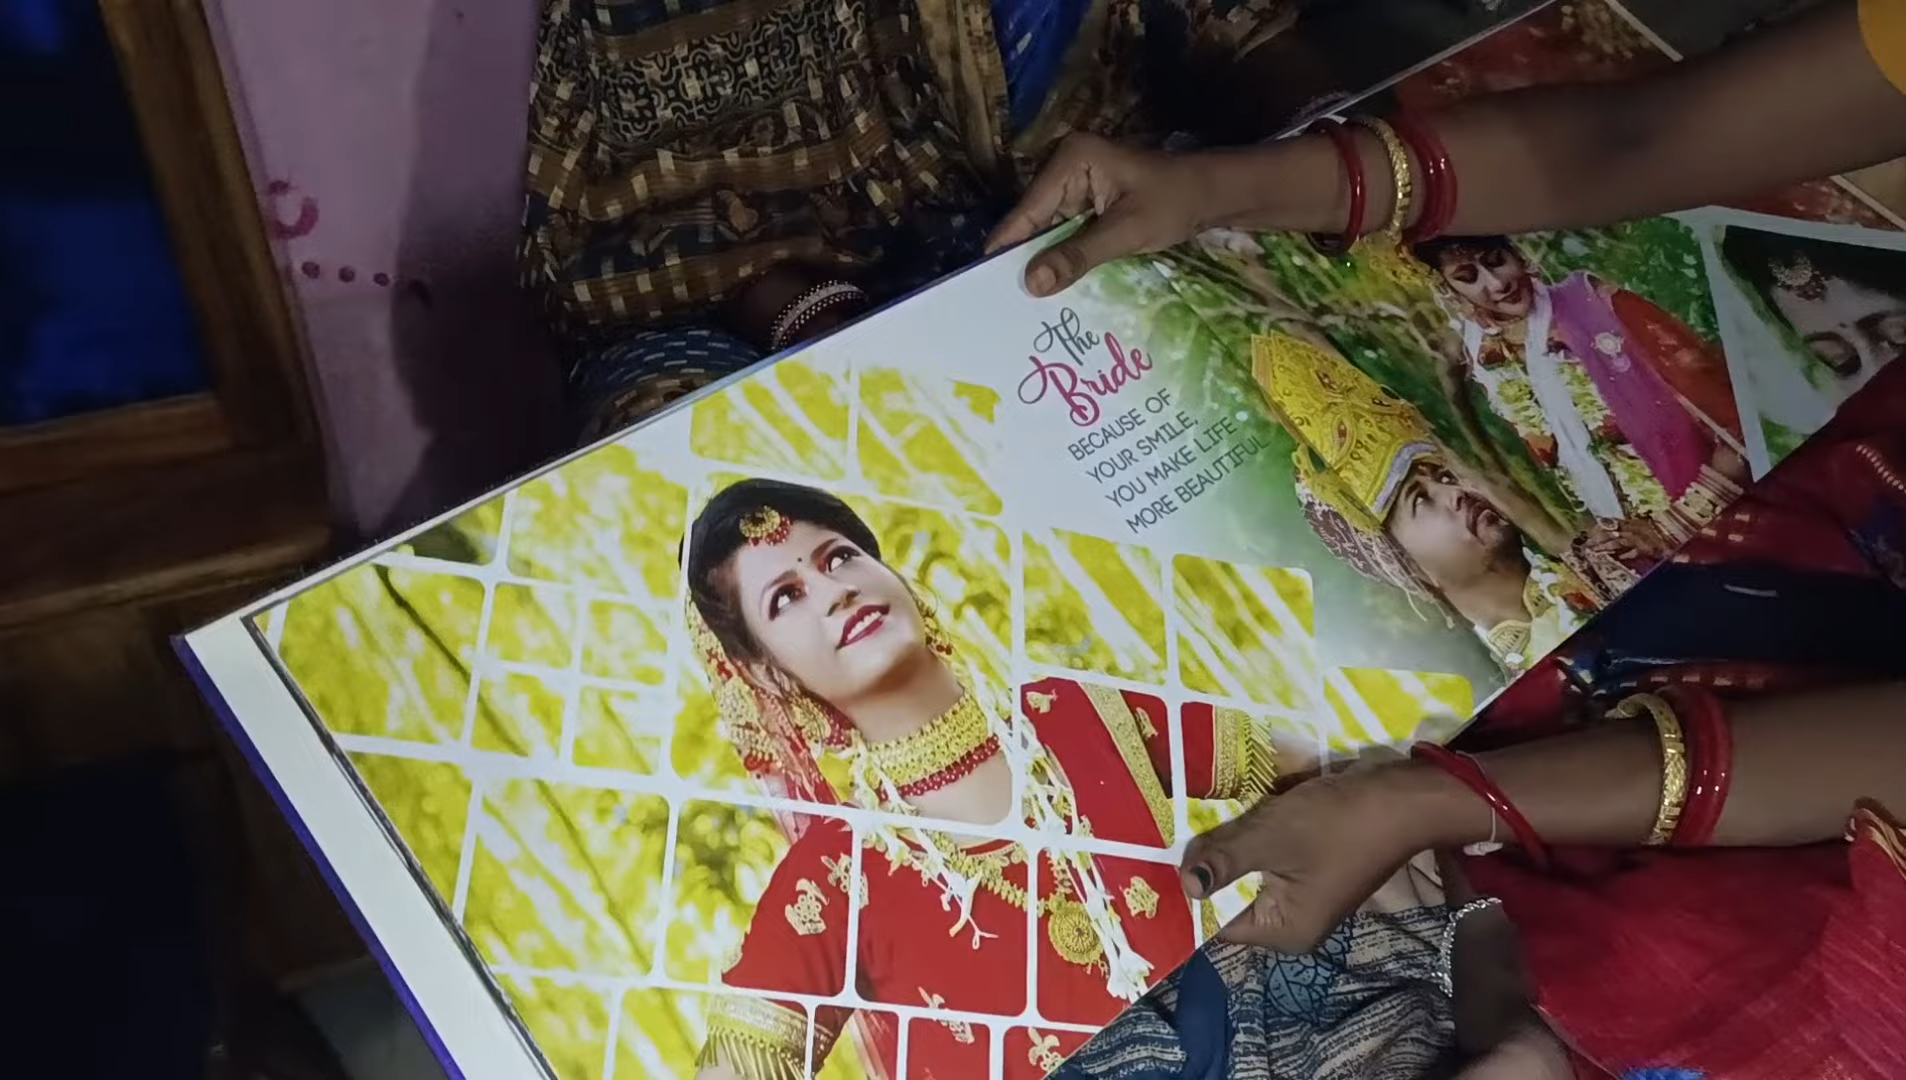 The
Bride
BECAUSE OF
YOUR SMILE,
YOU MAKE LIFE
MORE BEAUTIFUL